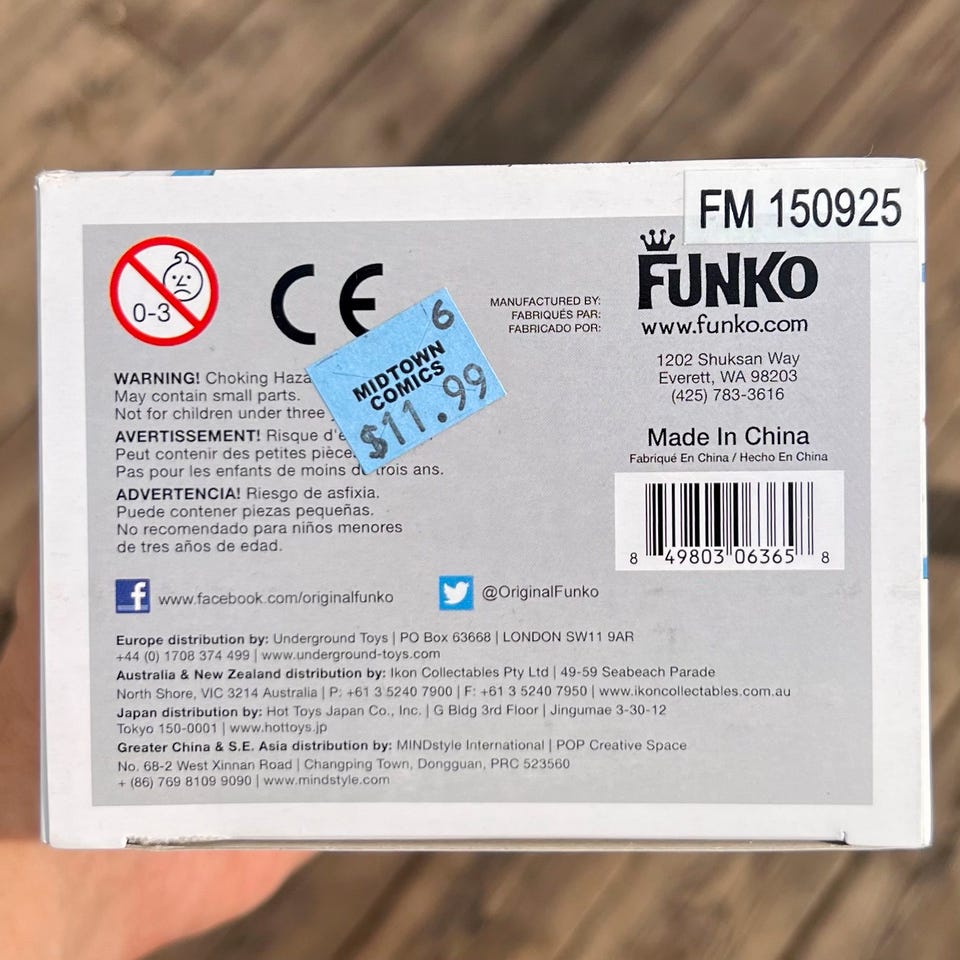 FM 150925
0-3
CE
MANUFACTURED BY:
FABRIQUÉS PAR:
FABRICADO POR:
FUNKO
www.funko.com
1202 Shuksan Way
Everett, WA 98203
(425) 783-3616
Made In China
Fabriqué En China / Hecho En China
8 49803 06365 8
6
MIDTOWN
COMICS
$11.99
WARNING! Choking
May contain small parts.
Not for children under three
AVERTISSEMENT! Risque
Peut contenir des petites
Pas pour les enfants de moins trois ans.
ADVERTENCIA! Riesgo de asfixia.
Puede contener piezas pequeñas.
No recomendado para niños menores
de tres años de edad.
f www.facebook.com/originalfunko
@OriginalFunko
Europe distribution by: Underground Toys | PO Box 63668 | LONDON SW11 9AR
+44 (0) 1708 374 499 | www.underground-toys.com
Australia & New Zealand distribution by: Ikon Collectables Pty Ltd | 49-59 Seabeach Parade
North Shore, VIC 3214 Australia | P: +61 3 5240 7900 | F: +61 3 5240 7950 | www.ikoncollectables.com.au
Japan distribution by: Hot Toys Japan Co., Inc. | G Bldg 3rd Floor | Jingumae 3-30-12
Tokyo 150-0001 | www.hottoys.jp
Greater China & S.E. Asia distribution by: MINDstyle International | POP Creative Space
No. 68-2 West Xinnan Road | Changping Town, Dongguan, PRC 523560
+ (86) 769 8109 9090 | www.mindstyle.com